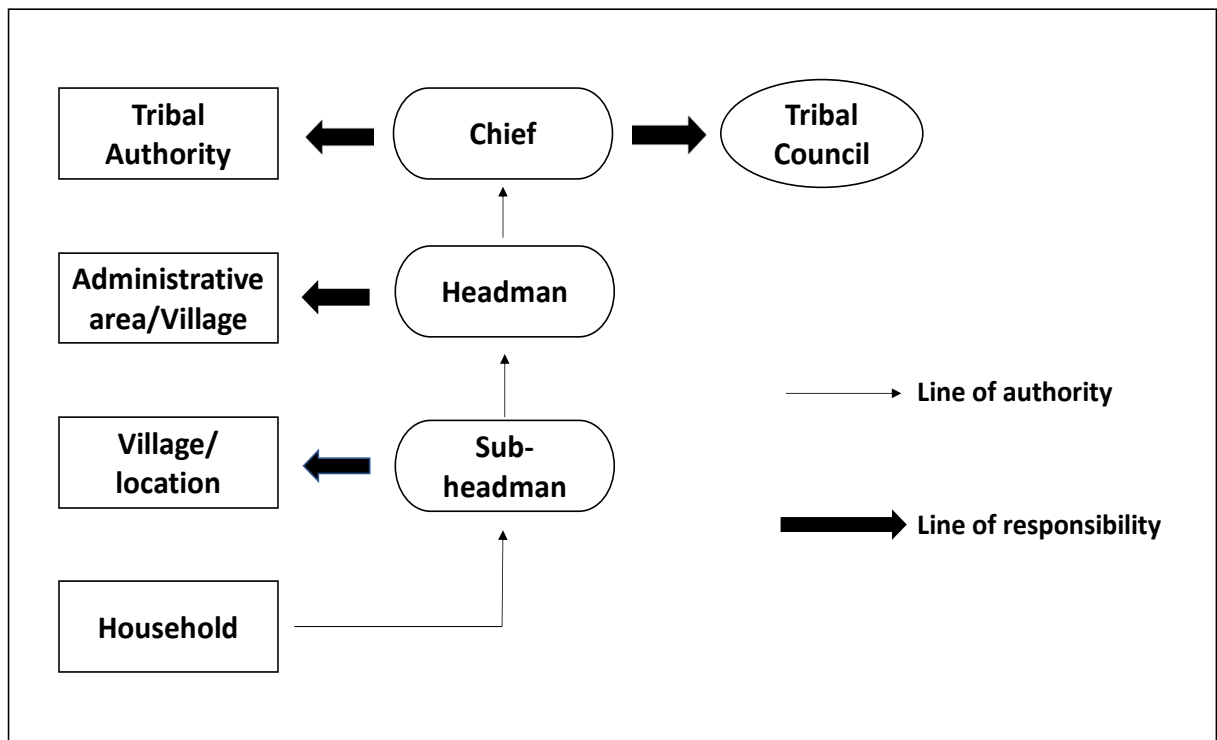 Tribal
Authority
Chief
Tribal
Council
Administrative
area/Village
Headman
Line of authority
Village/
location
Sub-
headman
Line of responsibility
Household